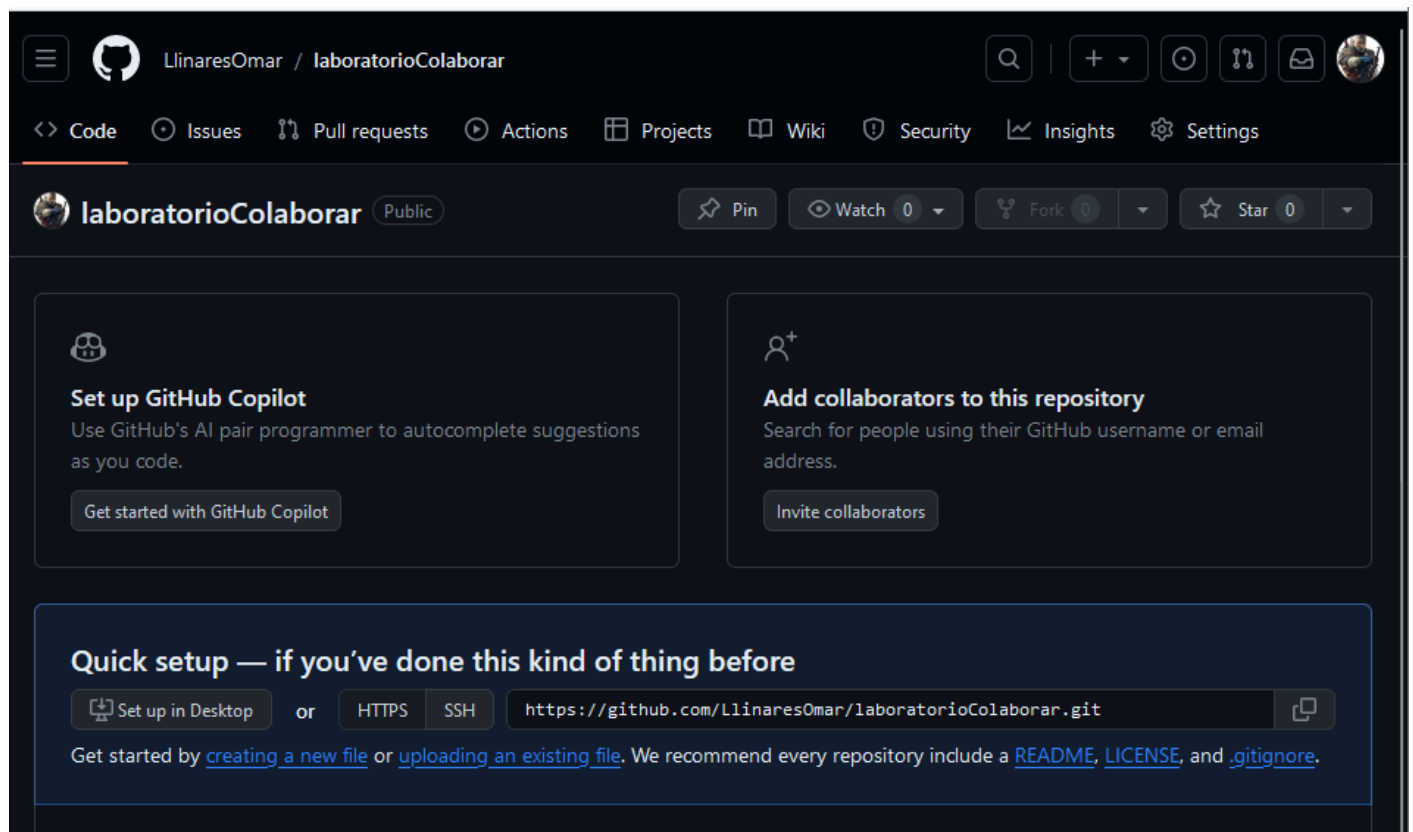 LlinaresOmar / laboratorioColaborar
Code Issues Pull requests Actions Projects Wiki Security Insights Settings
laboratorioColaborar Public Pin Watch 0 Fork 0 Star 0
Set up GitHub Copilot
Use GitHub's AI pair programmer to autocomplete suggestions
as you code.
Get started with GitHub Copilot
Add collaborators to this repository
Search for people using their GitHub username or email
address.
Invite collaborators
Quick setup — if you’ve done this kind of thing before
Set up in Desktop or HTTPS SSH https://github.com/LlinaresOmar/laboratorioColaborar.git
Get started by creating a new file or uploading an existing file. We recommend every repository include a README, LICENSE, and .gitignore.